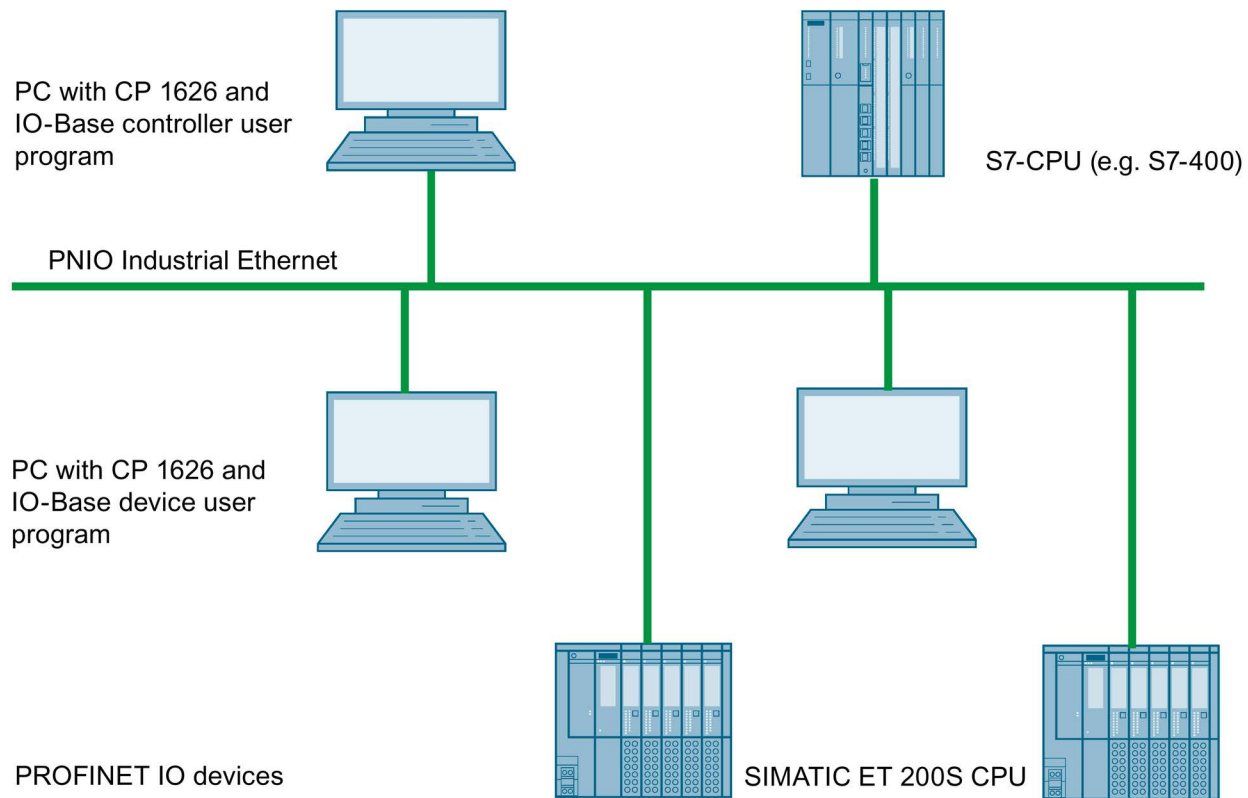 PC with CP 1626 and
IO-Base controller user
program
S7-CPU (e.g. S7-400)
PNIO Industrial Ethernet
PC with CP 1626 and
IO-Base device user
program
PROFINET IO devices
SIMATIC ET 200S CPU